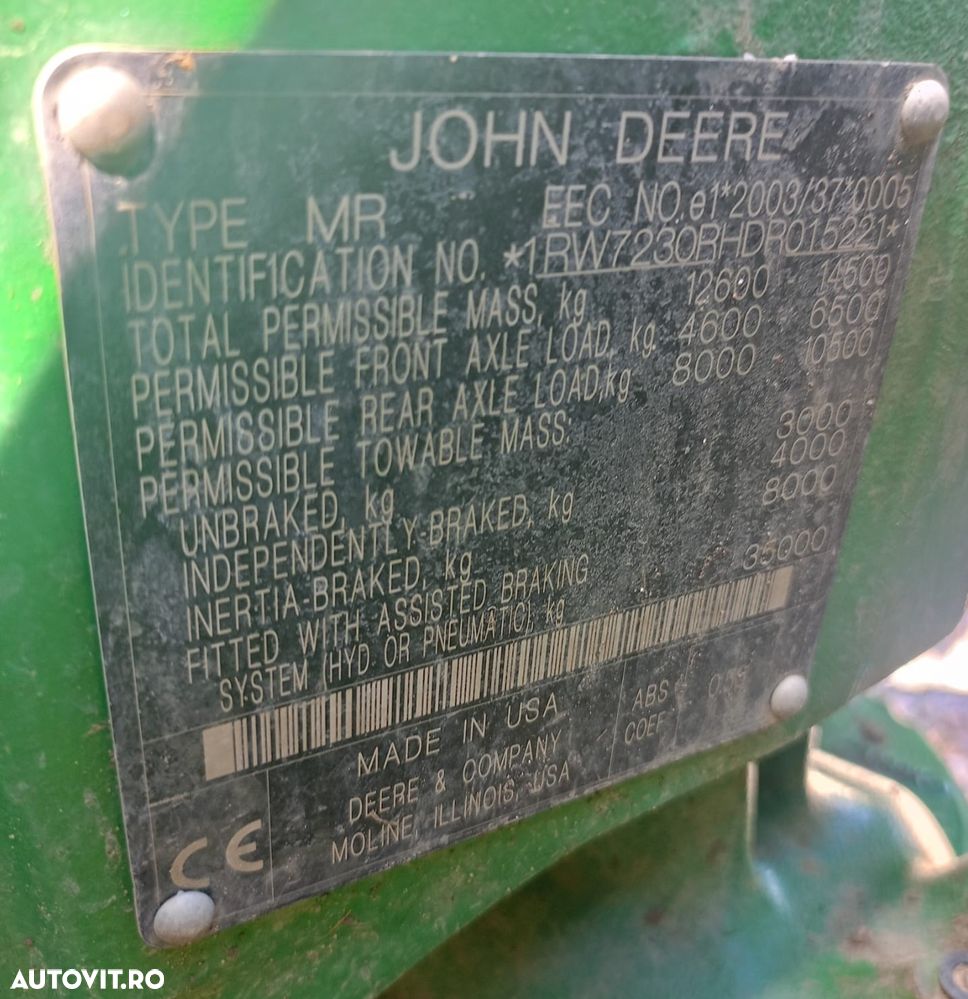 JOHN DEERE
TYPE MR EEC NO. e1*2003/37*0005
IDENTIFICATION NO. *1RW7230RHDR015221*
TOTAL PERMISSIBLE MASS, kg 12600 14500
PERMISSIBLE FRONT AXLE LOAD, kg. 4600 6500
PERMISSIBLE REAR AXLE LOAD,kg 8000 10500
PERMISSIBLE TOWABLE MASS:
UNBRAKED, kg 3000
INDEPENDENTLY-BRAKED, kg 4000
INERTIA-BRAKED, kg 8000
FITTED WITH ASSISTED BRAKING
SYSTEM (HYD OR PNEUMATIC), kg 35000
MADE IN USA
DEERE & COMPANY
MOLINE, ILLINOIS, USA
ABS
COEF
CE
AUTOVIT.RO